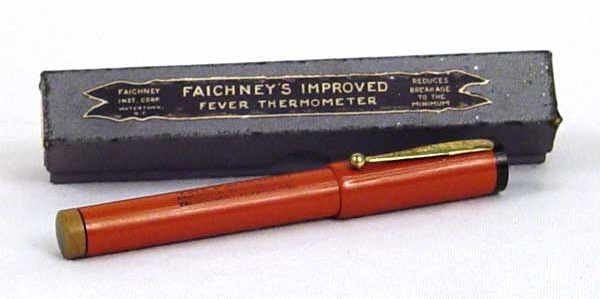 FAICHNEY
INST. CORP
WATERTOWN.
N.Y.
FAICHNEY'S IMPROVED
FEVER THERMOMETER
REDUCES
BREAKAGE
TO THE
MINIMUM